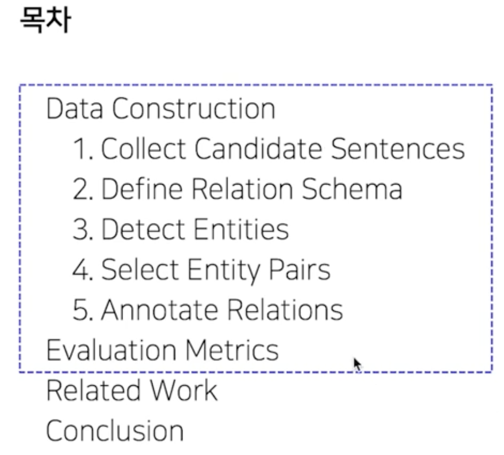 목차
Data Construction
1. Collect Candidate Sentences
2. Define Relation Schema
3. Detect Entities
4. Select Entity Pairs
5. Annotate Relations
Evaluation Metrics
Related Work
Conclusion